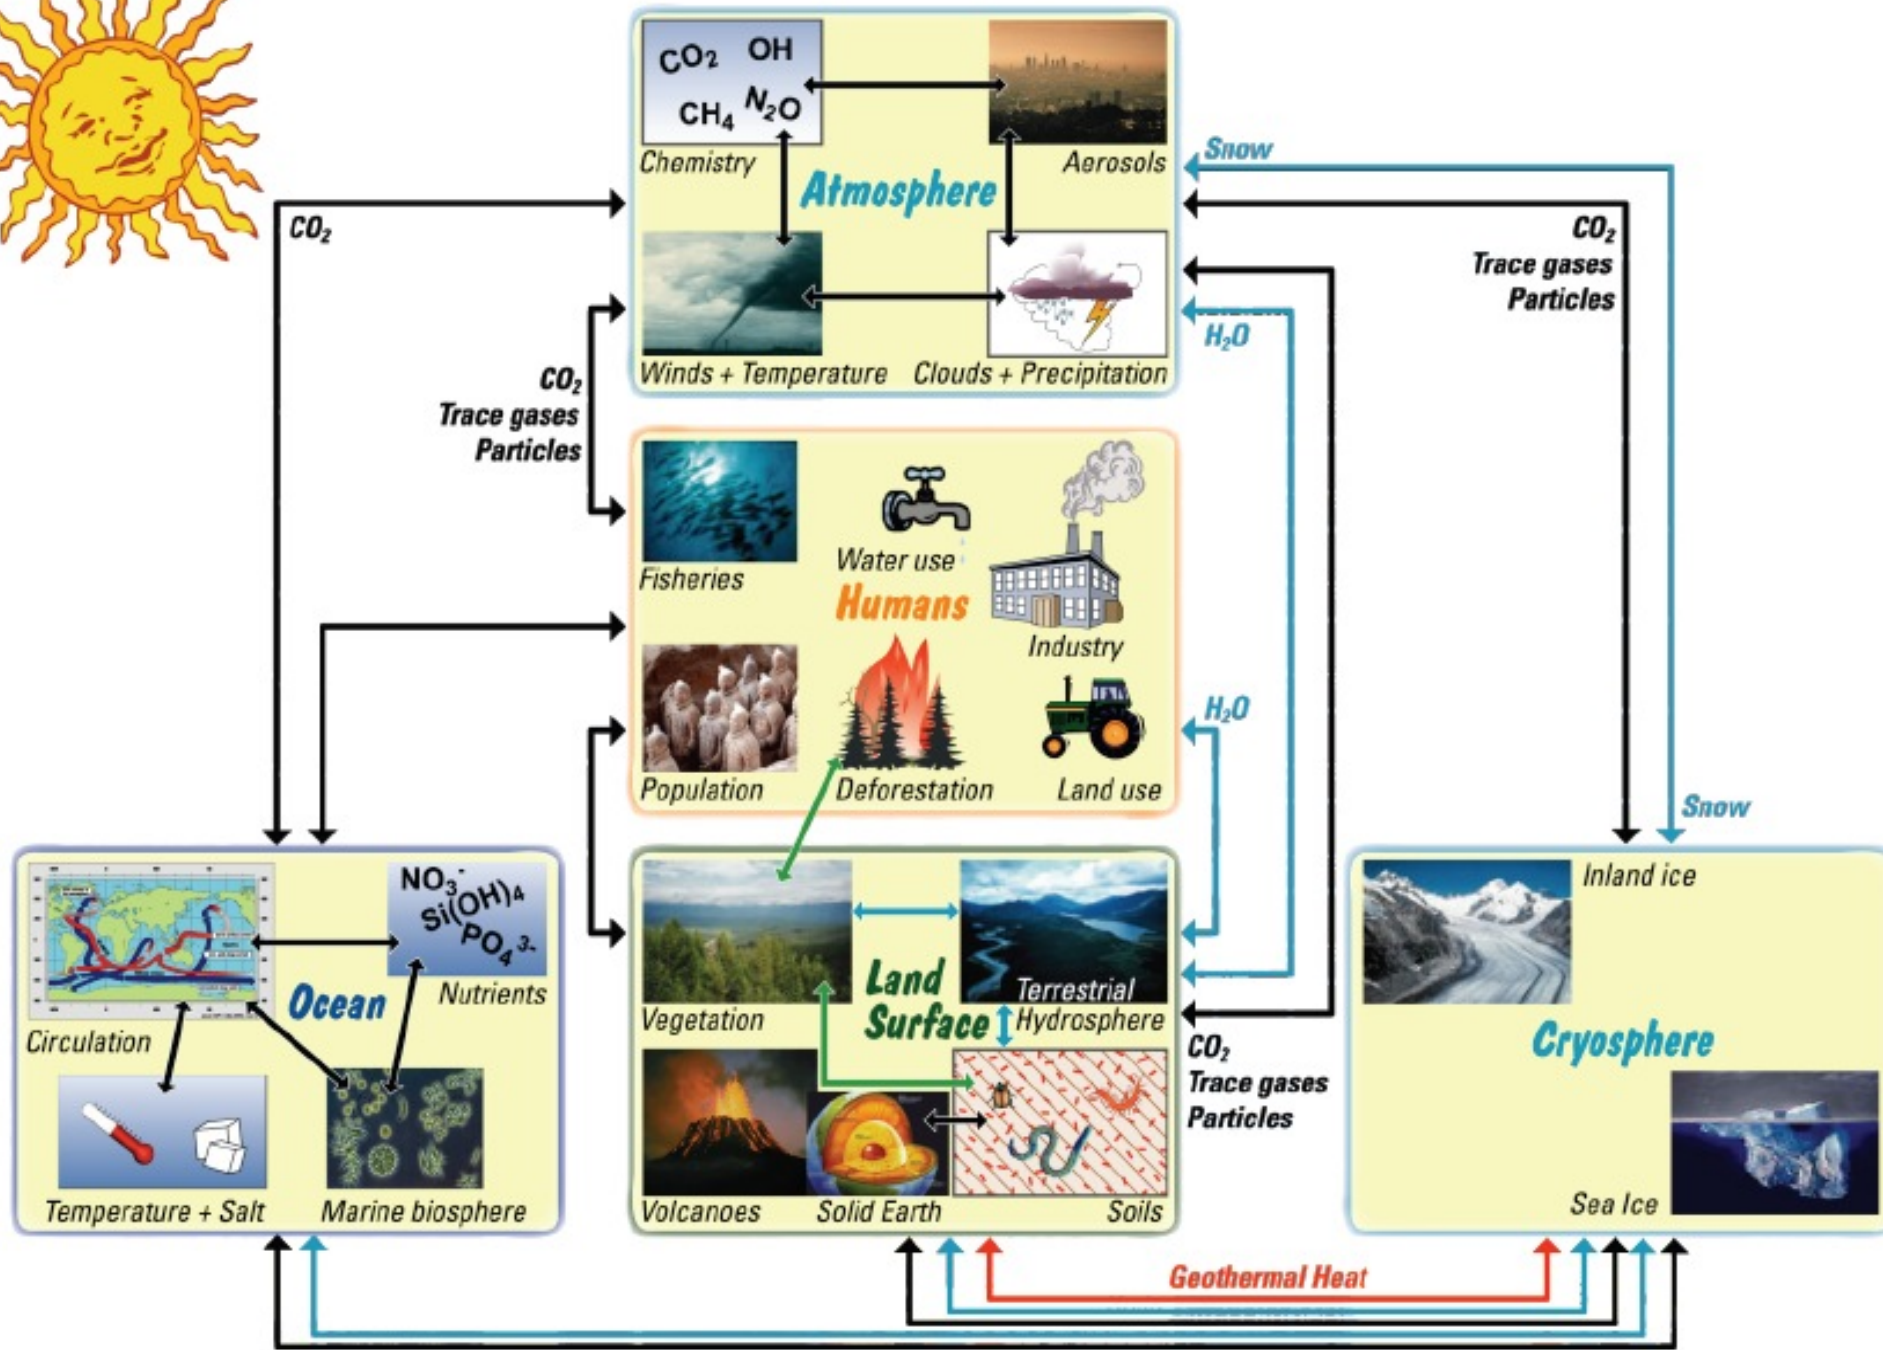 CO₂
OH
CH₄
N₂O
Chemistry
Aerosols
Atmosphere
Winds + Temperature
Clouds + Precipitation
CO₂
CO₂
Trace gases
Particles
Snow
CO₂
Trace gases
Particles
H₂O
Fisheries
Water use
Humans
Industry
Population
Deforestation
Land use
H₂O
Snow
NO₃⁻
Si(OH)₄
PO₄³⁻
Nutrients
Ocean
Circulation
Temperature + Salt
Marine biosphere
Vegetation
Land
Surface
Terrestrial
Hydrosphere
Volcanoes
Solid Earth
Soils
CO₂
Trace gases
Particles
Inland ice
Cryosphere
Sea Ice
Geothermal Heat